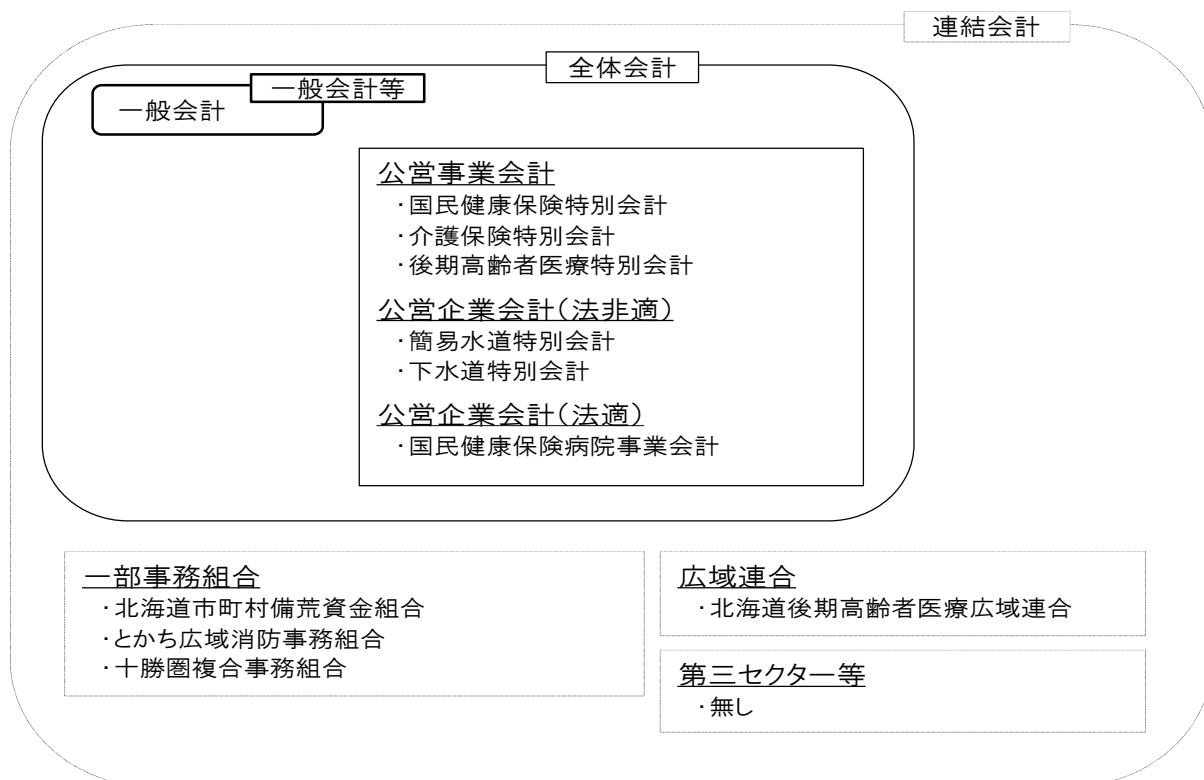 連結会計
全体会計
一般会計等
一般会計
公営事業会計
・国民健康保険特別会計
・介護保険特別会計
・後期高齢者医療特別会計
公営企業会計(法非適)
・簡易水道特別会計
・下水道特別会計
公営企業会計(法適)
・国民健康保険病院事業会計
一部事務組合
・北海道市町村備荒資金組合
・とかち広域消防事務組合
・十勝圏複合事務組合
広域連合
・北海道後期高齢者医療広域連合
第三セクター等
・無し